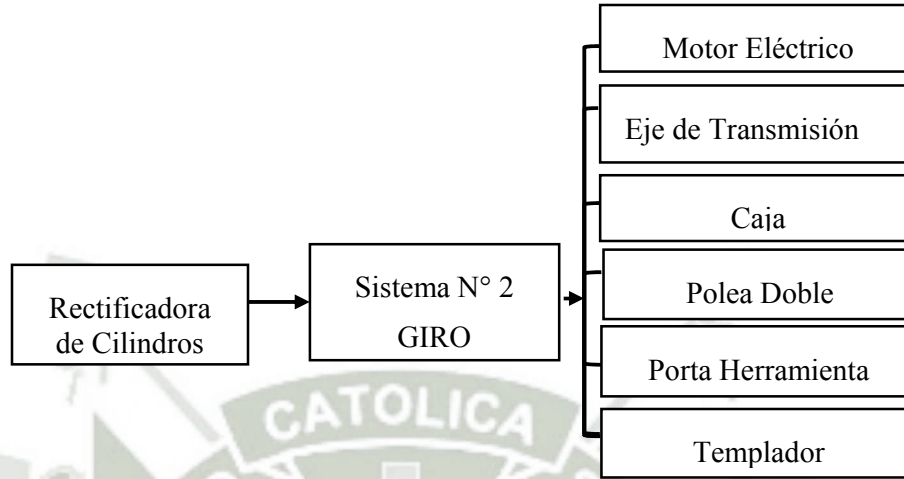 Motor Eléctrico
Eje de Transmisión
Caja
Rectificadora
de Cilindros
Sistema N° 2
GIRO
Polea Doble
Porta Herramienta
Templador
CATOLICA